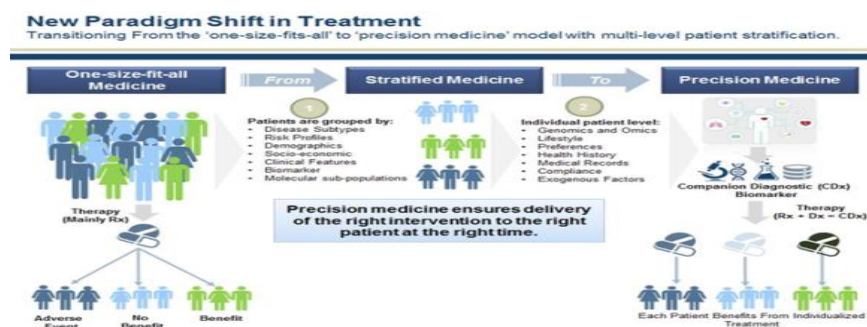 New Paradigm Shift in Treatment
Transitioning From the 'one-size-fits-all' to 'precision medicine' model with multi-level patient stratification.
One-size-fit-all
Medicine
From
Stratified Medicine
To
Precision Medicine
1
Patients are grouped by:
• Disease Subtypes
• Risk Profiles
• Demographics
• Socio-economic
• Clinical Features
• Biomarker
• Molecular sub-populations
2
Individual patient level:
• Genomics and Omics
• Lifestyle
• Preferences
• Health History
• Medical Records
• Compliance
• Exogenous Factors
Companion Diagnostic (CDx)
Biomarker
Therapy
(Mainly Rx)
Precision medicine ensures delivery
of the right intervention to the right
patient at the right time.
Therapy
(Rx + Dx = CDx)
Adverse
Event
No
Benefit
Benefit
Each Patient
Benefits From
Treatment
Individualized